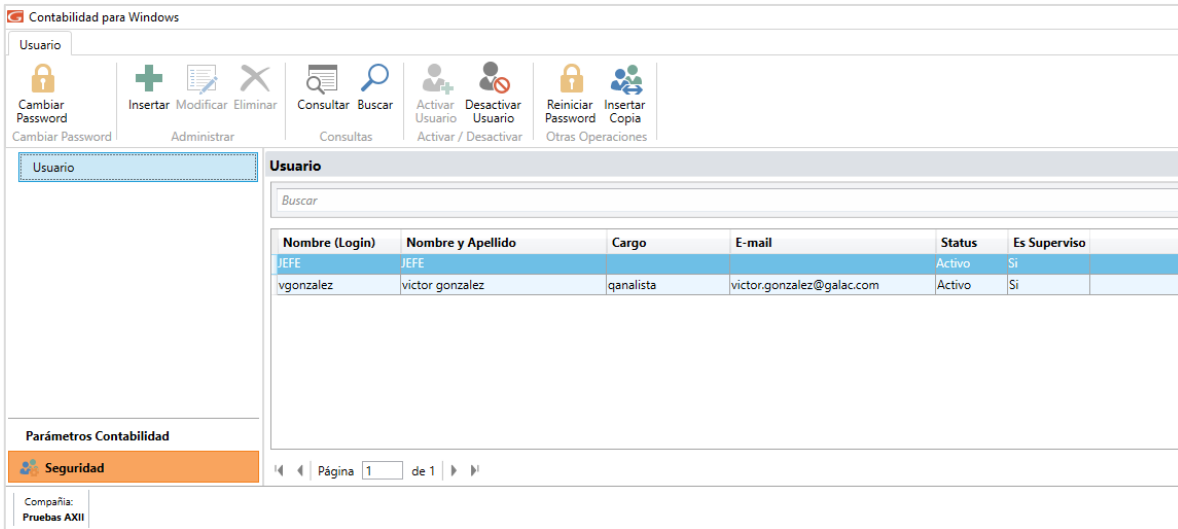 Contabilidad para Windows
Usuario
Cambiar Password
Insertar Modificar Eliminar
Consultar Buscar
Activar Usuario
Desactivar Usuario
Reiniciar Password
Insertar Copia
Cambiar Password
Administrar
Consultas
Activar / Desactivar
Otras Operaciones
Usuario
Parámetros Contabilidad
Seguridad
Usuario
Buscar
Nombre (Login) Nombre y Apellido Cargo E-mail Status Es Superviso
JEFE JEFE Activo Si
vgonzalez victor gonzalez qanalista victor.gonzalez@galac.com Activo Si
Página 1 de 1
Compañia:
Pruebas AXII